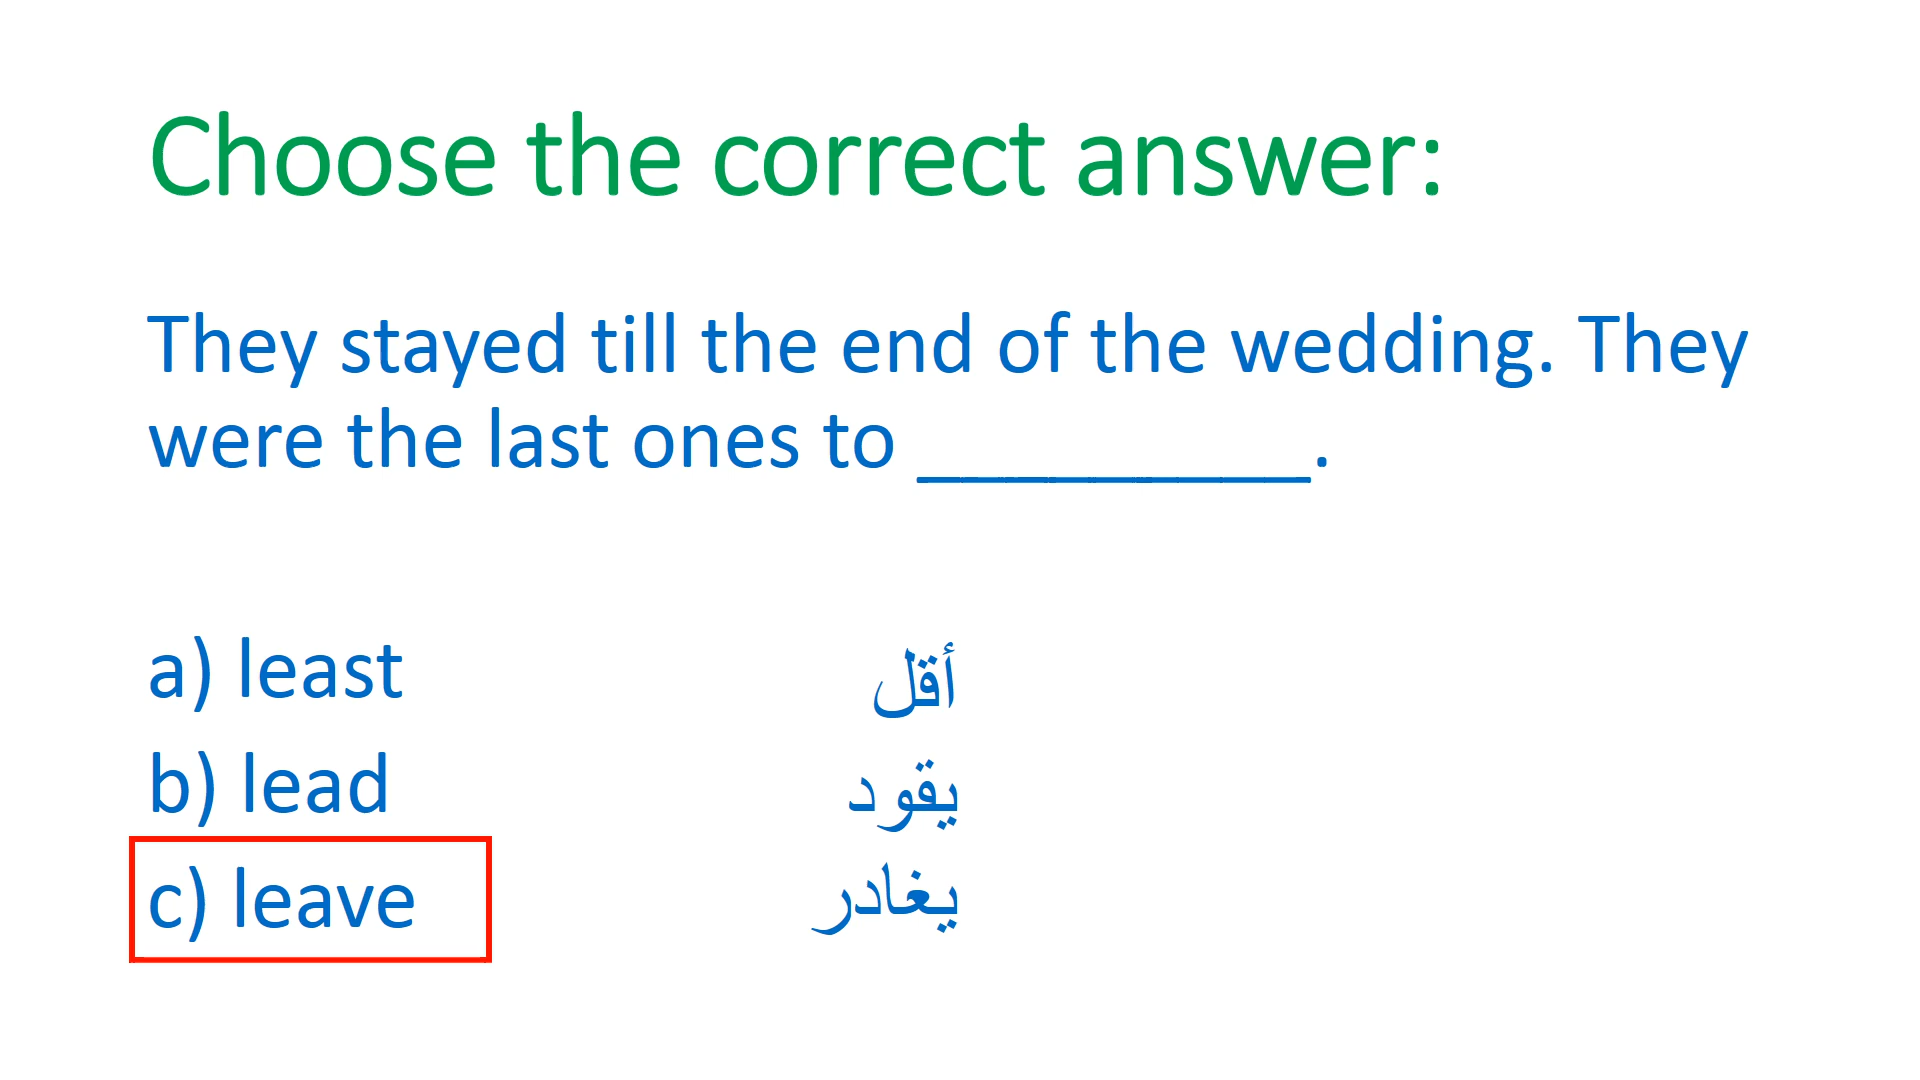 Choose the correct answer:
They stayed till the end of the wedding. They
were the last ones to _________.
a) least أقل
b) lead يقود
c) leave يغادر